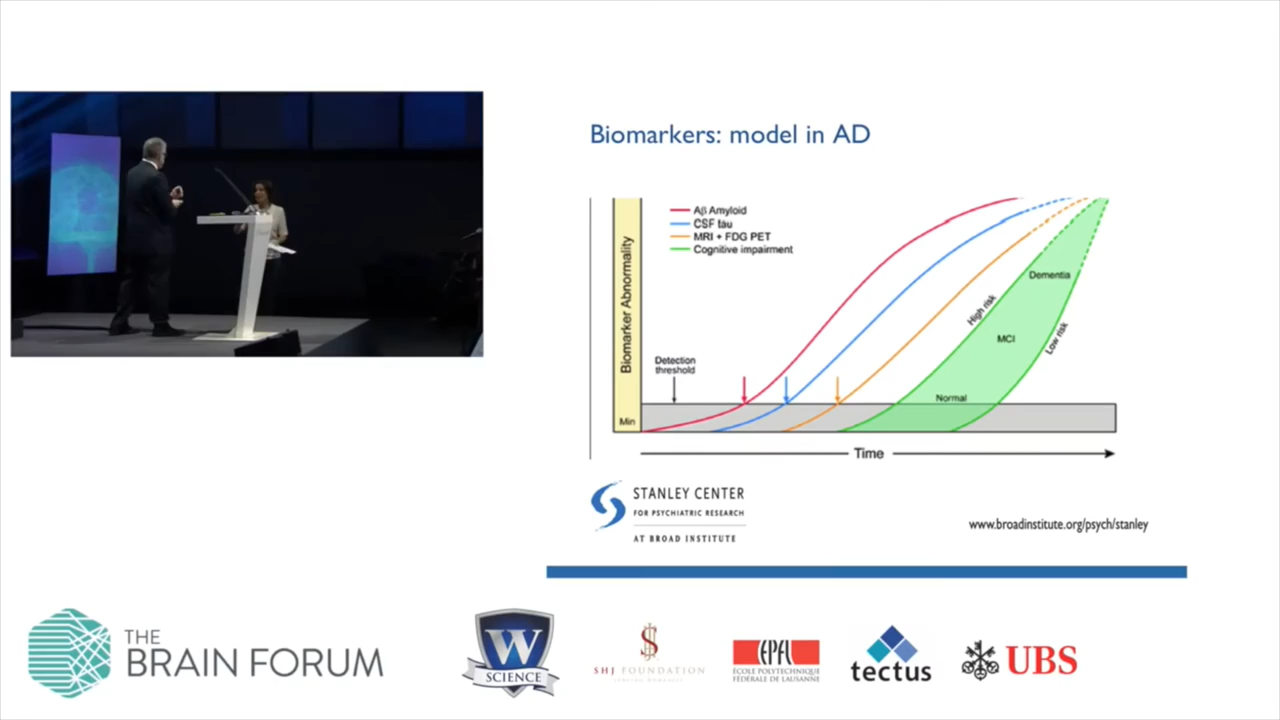 Biomarkers: model in AD
Aβ Amyloid
CSF tau
MRI + FDG PET
Cognitive impairment
Biomarker Abnormality
Detection
threshold
Min
High risk
Dementia
MCI
Low risk
Normal
Time
STANLEY CENTER
FOR PSYCHIATRIC RESEARCH
AT BROAD INSTITUTE
www.broadinstitute.org/psych/stanley
THE
BRAIN FORUM
W
SCIENCE
SHJ FOUNDATION
EPFL
ECOLE POLYTECHNIQUE
FÉDÉRALE DE LAUSANNE
tectus
UBS